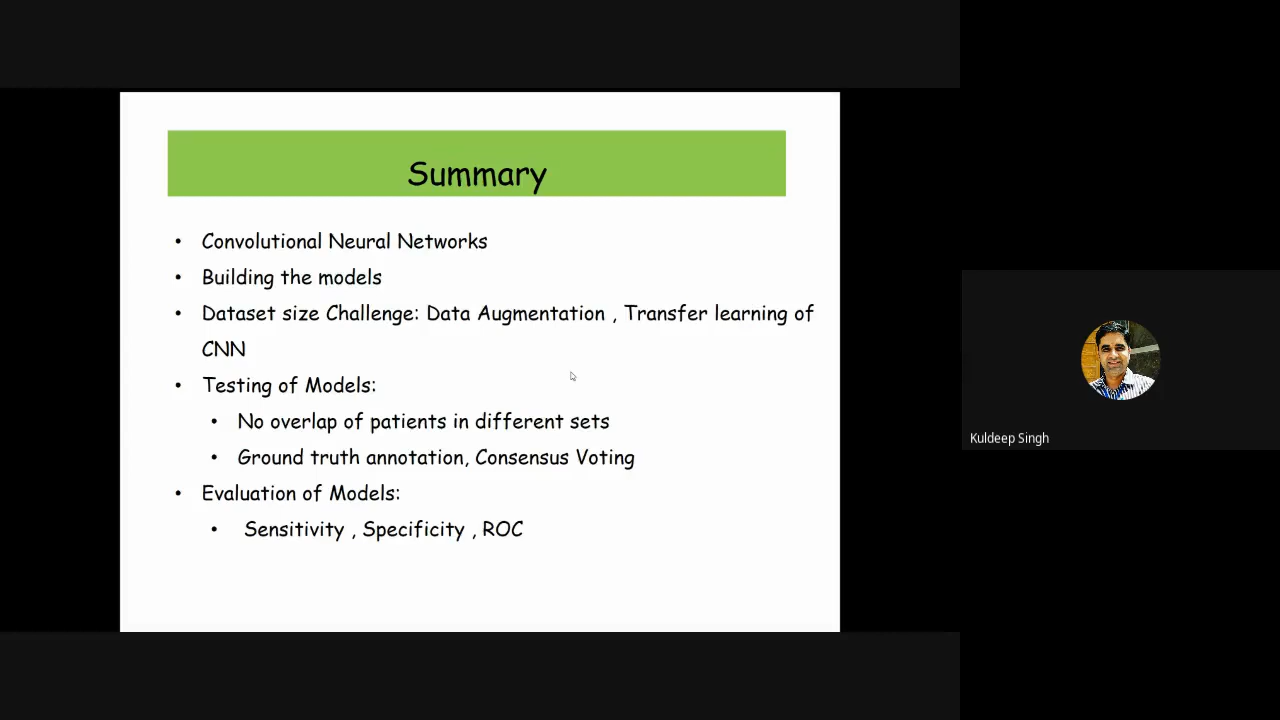 Summary
• Convolutional Neural Networks
• Building the models
• Dataset size Challenge: Data Augmentation , Transfer learning of
CNN
• Testing of Models:
• No overlap of patients in different sets
• Ground truth annotation, Consensus Voting
• Evaluation of Models:
• Sensitivity , Specificity , ROC
Kuldeep Singh